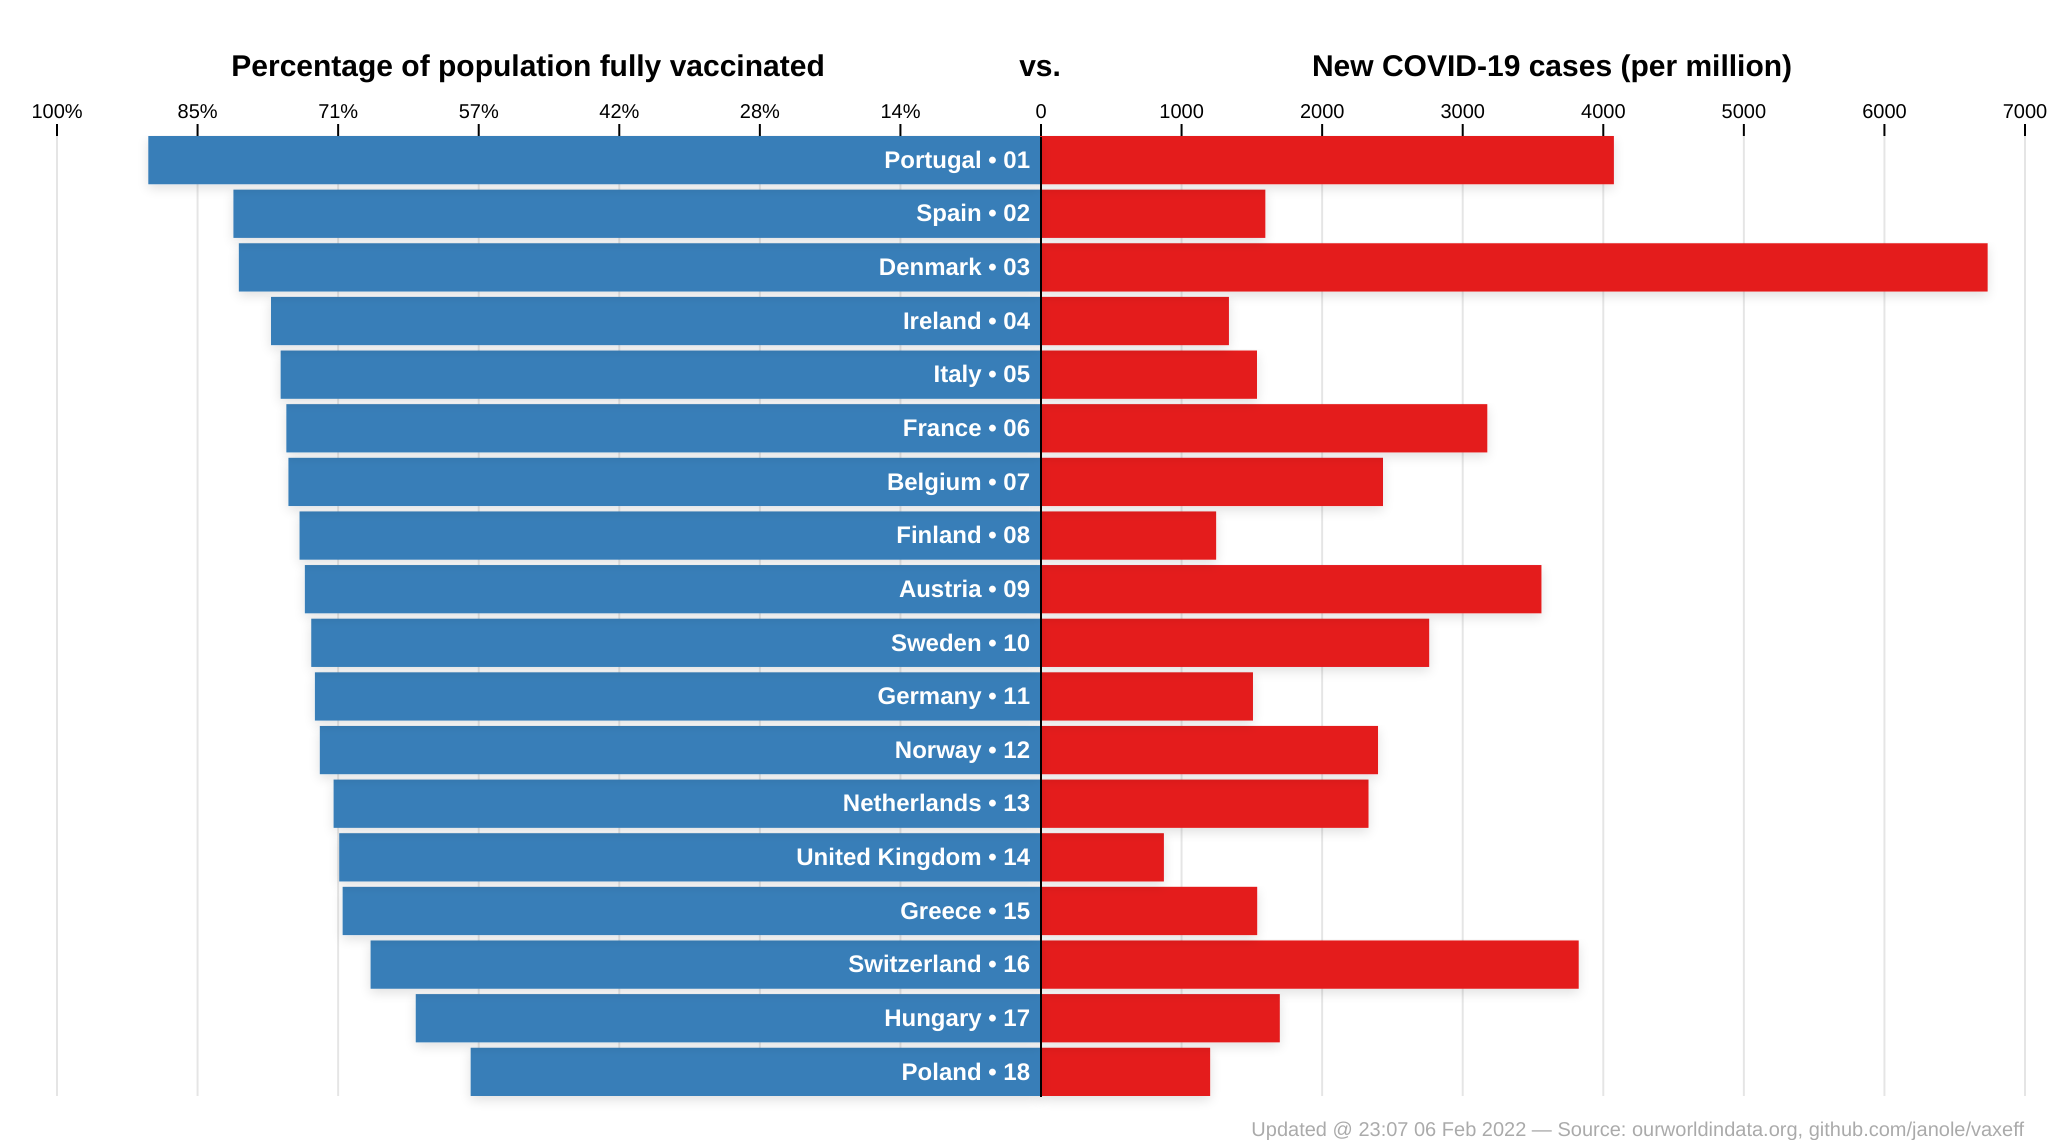 Percentage of population fully vaccinated vs. New COVID-19 cases (per million)
100% 85% 71% 57% 42% 28% 14% 0 1000 2000 3000 4000 5000 6000 7000
Portugal • 01
Spain • 02
Denmark • 03
Ireland • 04
Italy • 05
France • 06
Belgium • 07
Finland • 08
Austria • 09
Sweden • 10
Germany • 11
Norway • 12
Netherlands • 13
United Kingdom • 14
Greece • 15
Switzerland • 16
Hungary • 17
Poland • 18
Updated @ 23:07 06 Feb 2022 — Source: ourworldindata.org, github.com/janole/vaxeff